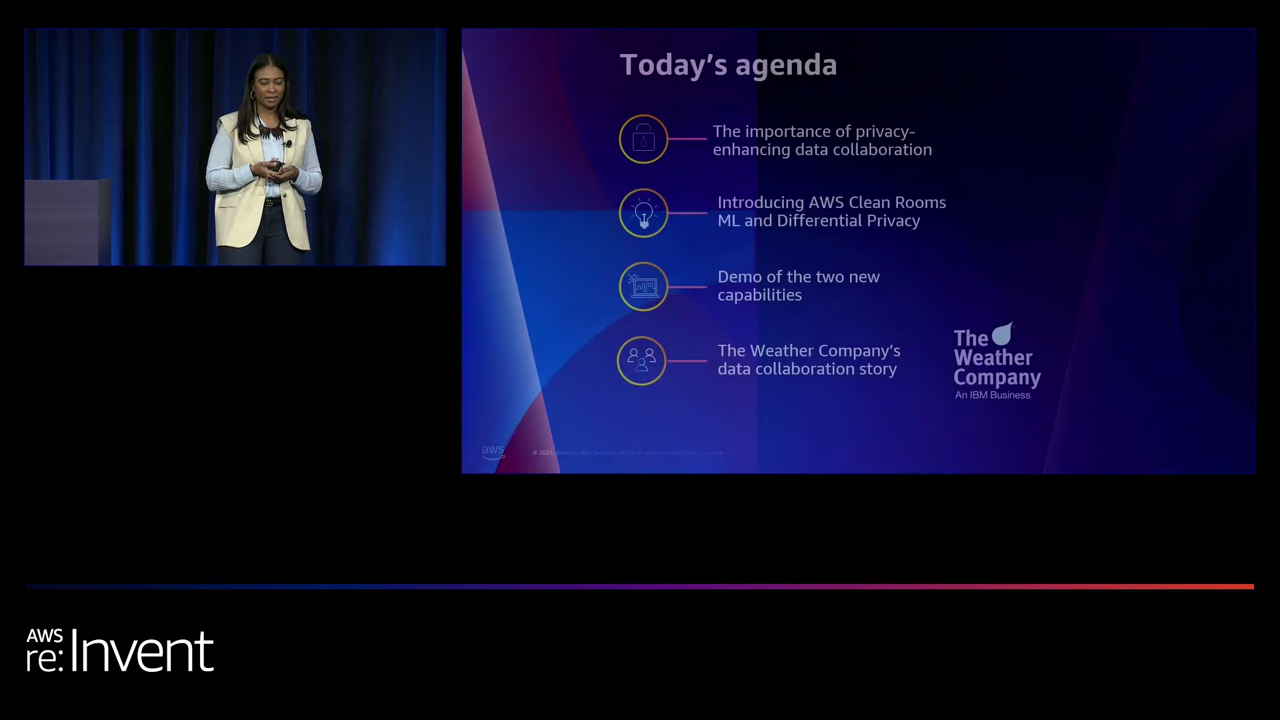 Today's agenda
The importance of privacy-
enhancing data collaboration
Introducing AWS Clean Rooms
ML and Differential Privacy
Demo of the two new
capabilities
The Weather Company's
data collaboration story
The
Weather
Company
An IBM Business
aws
AWS
re:Invent